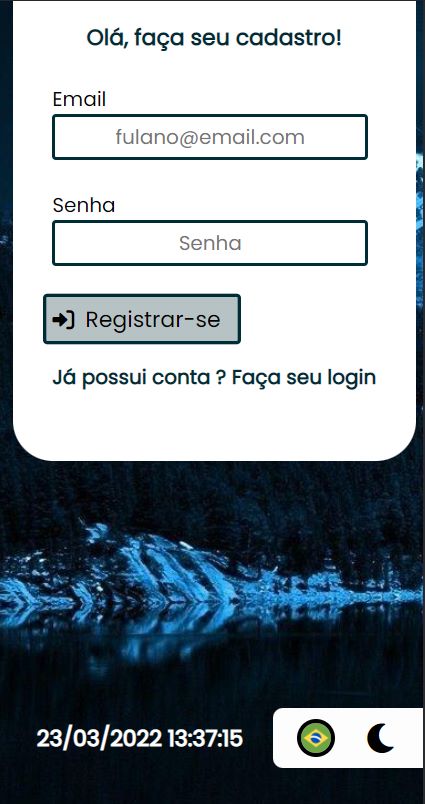 Olá, faça seu cadastro!
Email
fulano@email.com
Senha
Senha
Registrar-se
Já possui conta ? Faça seu login
23/03/2022 13:37:15